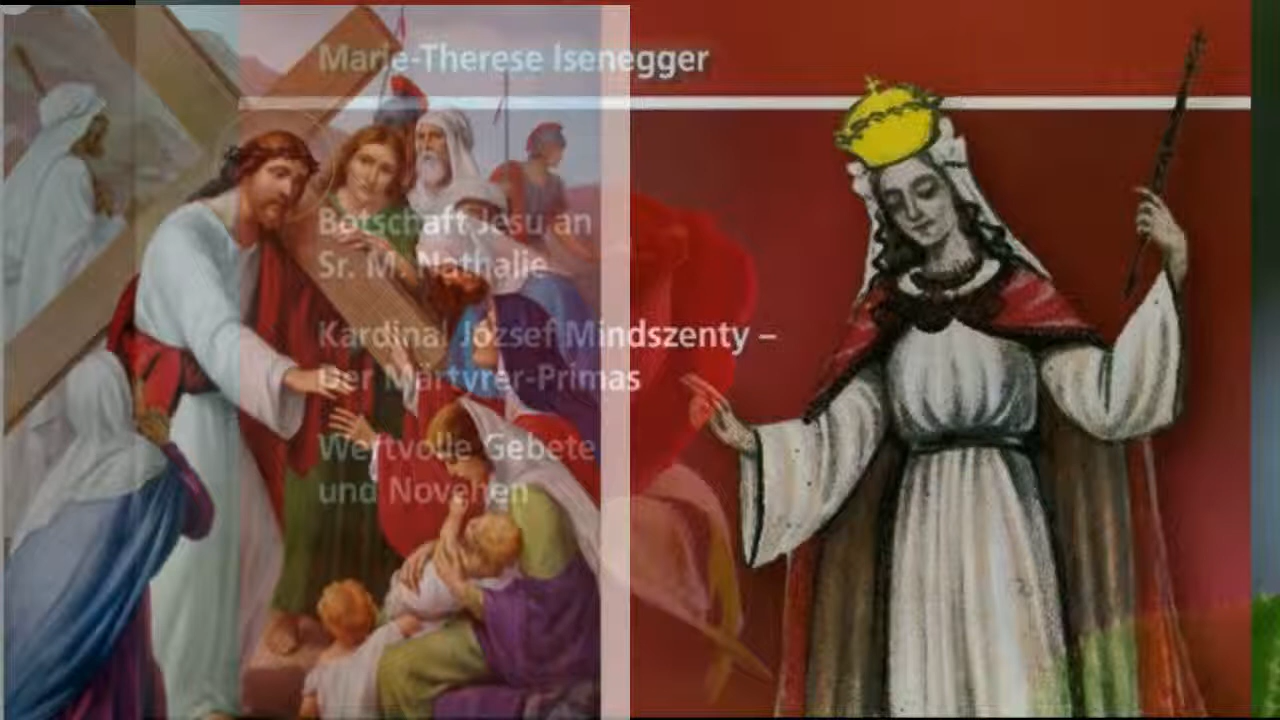 Marie-Therese Isenegger
Botschaft Jesu an
Sr. M. Nathalie
Kardinal József Mindszenty –
Der Märtyrer-Primas
Wertvolle Gebete
und Novenen